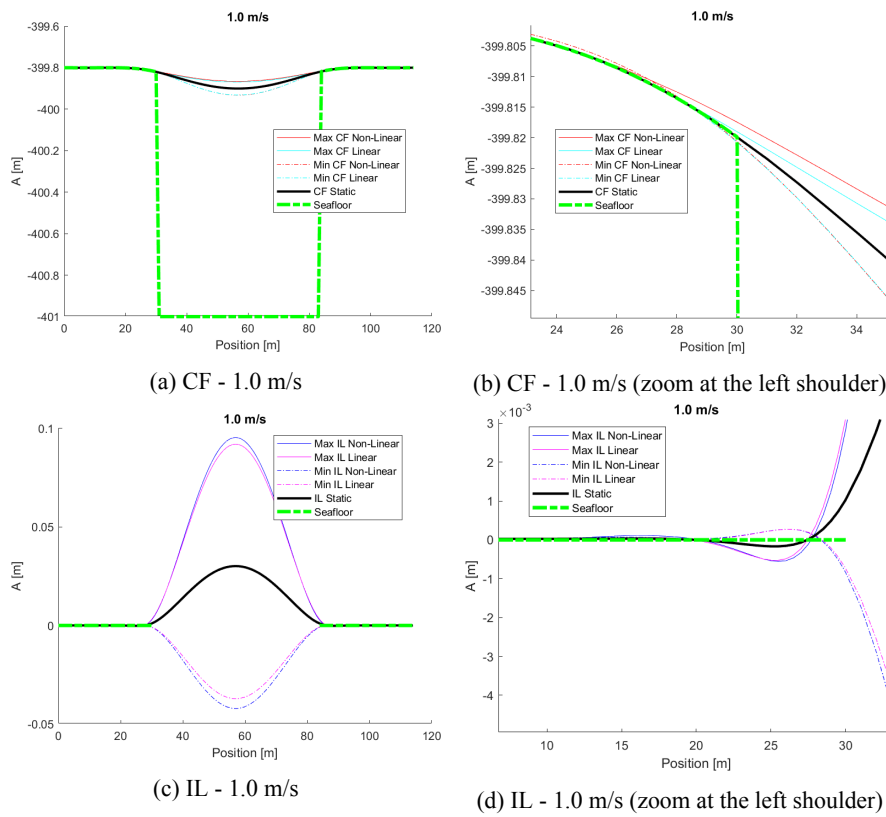 1.0 m/s
-399.6
-399.8
-400
-400.2
-400.4
-400.6
-400.8
-401
A [m]
Max CF Non-Linear
Max CF Linear
Min CF Non-Linear
Min CF Linear
CF Static
Seafloor
0 20 40 60 80 100 120
Position [m]
(a) CF - 1.0 m/s
1.0 m/s
-399.805
-399.81
-399.815
-399.82
-399.825
-399.83
-399.835
-399.84
-399.845
A [m]
Max CF Non-Linear
Max CF Linear
Min CF Non-Linear
Min CF Linear
CF Static
Seafloor
24 26 28 30 32 34
Position [m]
(b) CF - 1.0 m/s (zoom at the left shoulder)
1.0 m/s
0.1
0.05
0
-0.05
A [m]
Max IL Non-Linear
Max IL Linear
Min IL Non-Linear
Min IL Linear
IL Static
Seafloor
0 20 40 60 80 100 120
Position [m]
(c) IL - 1.0 m/s
×10⁻³
1.0 m/s
3
2
1
0
-1
-2
-3
-4
A [m]
Max IL Non-Linear
Max IL Linear
Min IL Non-Linear
Min IL Linear
IL Static
Seafloor
10 15 20 25 30
Position [m]
(d) IL - 1.0 m/s (zoom at the left shoulder)